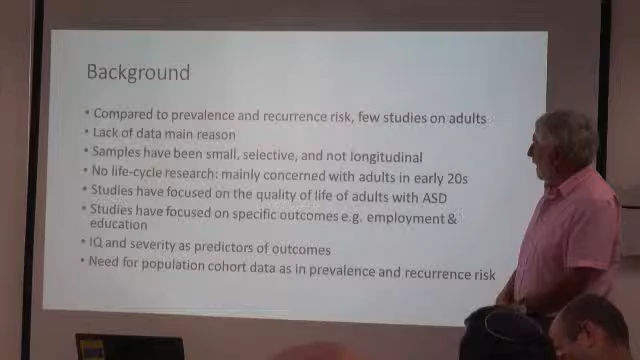 Background
• Compared to prevalence and recurrence risk, few studies on adults
• Lack of data main reason
• Samples have been small, selective, and not longitudinal
• No life-cycle research: mainly concerned with adults in early 20s
• Studies have focused on the quality of life of adults with ASD
• Studies have focused on specific outcomes e.g. employment &
education
• IQ and severity as predictors of outcomes
• Need for population cohort data as in prevalence and recurrence risk